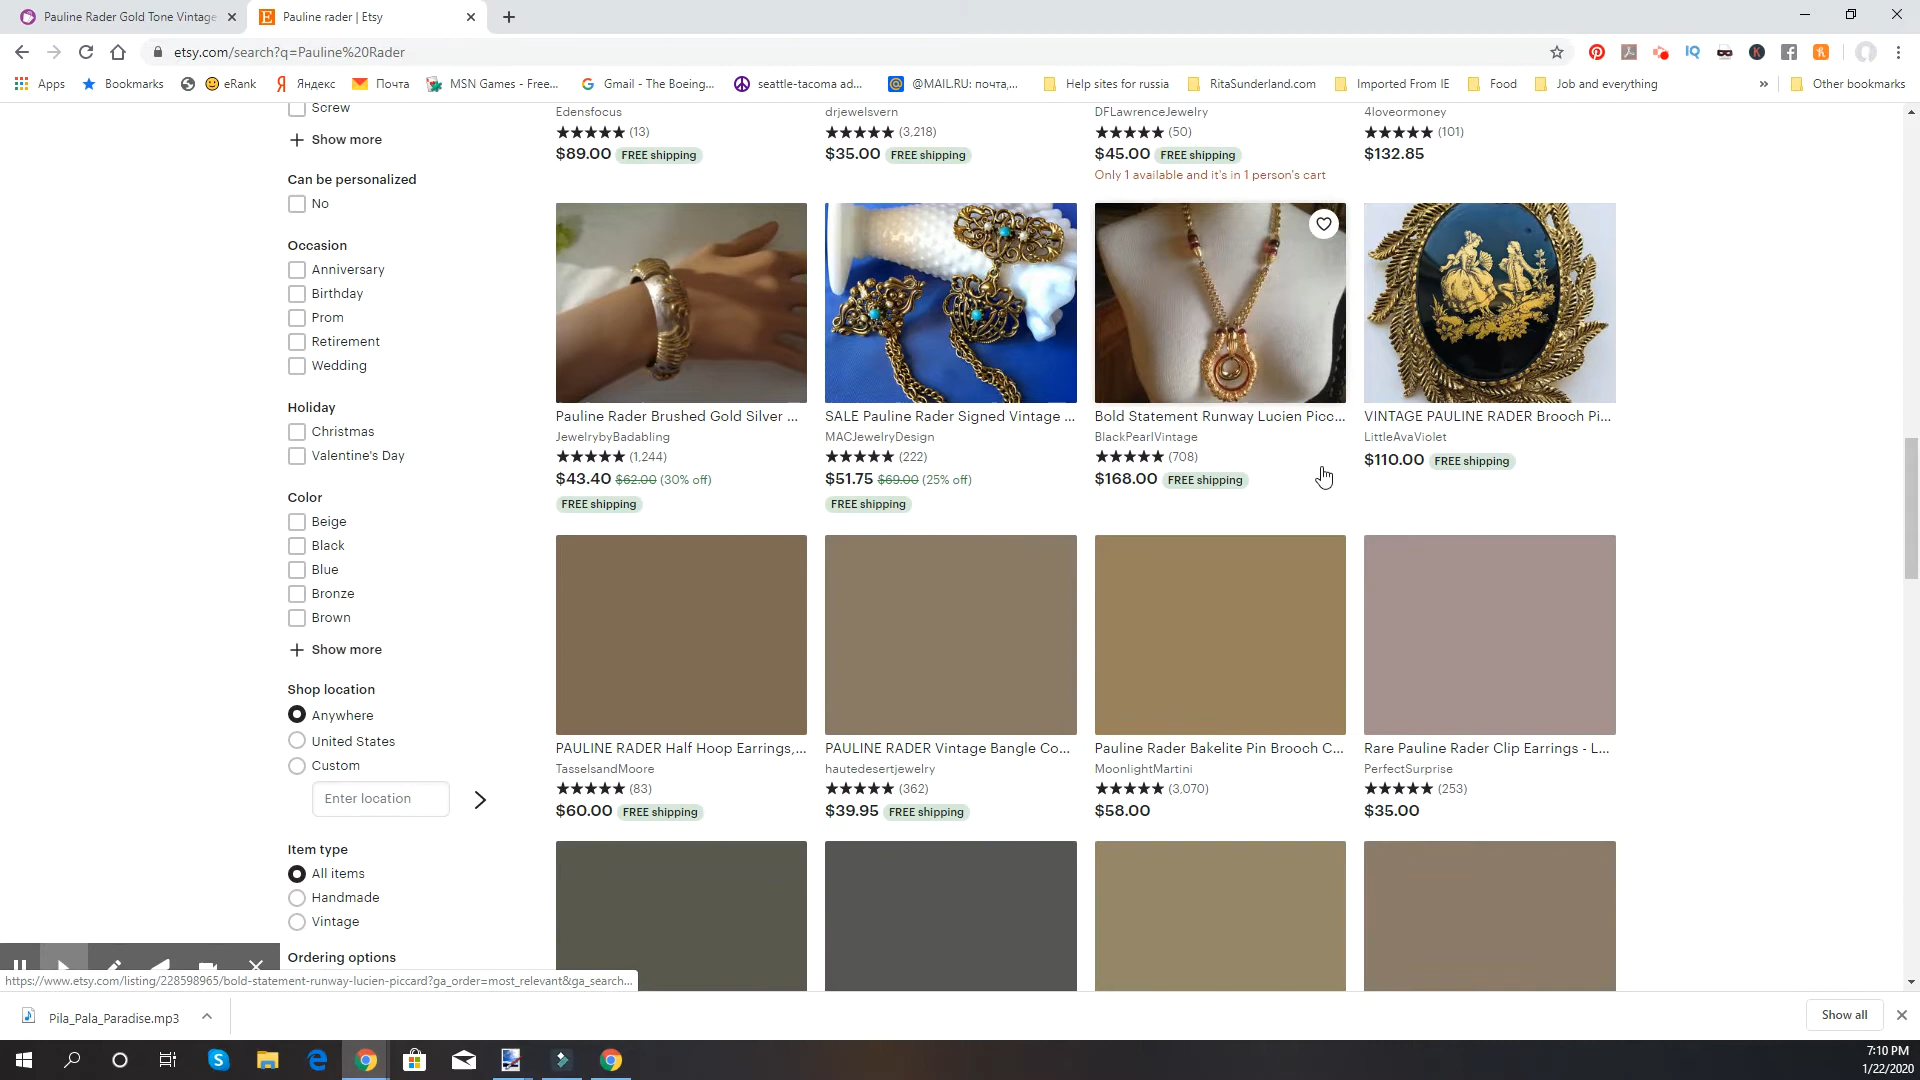 Pauline Rader Gold Tone Vintage
Pauline rader | Etsy
etsy.com/search?q=Pauline%20Rader
Apps
Bookmarks
eRank
Яндекс
Почта
MSN Games - Free...
Gmail - The Boeing...
seattle-tacoma ad...
@MAIL.RU: почта,...
Help sites for russia
RitaSunderland.com
Imported From IE
Food
Job and everything
»
Other bookmarks
Screw
Show more
Can be personalized
No
Occasion
Anniversary
Birthday
Prom
Retirement
Wedding
Holiday
Christmas
Valentine's Day
Color
Beige
Black
Blue
Bronze
Brown
Show more
Shop location
Anywhere
United States
Custom
Enter location
Item type
All items
Handmade
Vintage
Ordering options
Edensfocus
★★★★★ (13)
$89.00 FREE shipping
drjewelsvern
★★★★★ (3,218)
$35.00 FREE shipping
DFLawrenceJewelry
★★★★★ (50)
$45.00 FREE shipping
Only 1 available and it's in 1 person's cart
4loveormoney
★★★★★ (101)
$132.85
Pauline Rader Brushed Gold Silver ...
JewelrybyBadabling
★★★★★ (1,244)
$43.40 $62.00 (30% off)
FREE shipping
SALE Pauline Rader Signed Vintage ...
MACJewelryDesign
★★★★★ (222)
$51.75 $69.00 (25% off)
FREE shipping
Bold Statement Runway Lucien Picc...
BlackPearlVintage
★★★★★ (708)
$168.00 FREE shipping
VINTAGE PAULINE RADER Brooch Pi...
LittleAvaViolet
$110.00 FREE shipping
PAULINE RADER Half Hoop Earrings,...
TasselsandMoore
★★★★★ (83)
$60.00 FREE shipping
PAULINE RADER Vintage Bangle Co...
hautedesertjewelry
★★★★★ (362)
$39.95 FREE shipping
Pauline Rader Bakelite Pin Brooch C...
MoonlightMartini
★★★★★ (3,070)
$58.00
Rare Pauline Rader Clip Earrings - L...
PerfectSurprise
★★★★★ (253)
$35.00
https://www.etsy.com/listing/228598965/bold-statement-runway-lucien-piccard?ga_order=most_relevant&ga_search...
Pila_Pala_Paradise.mp3
Show all
7:10 PM
1/22/2020